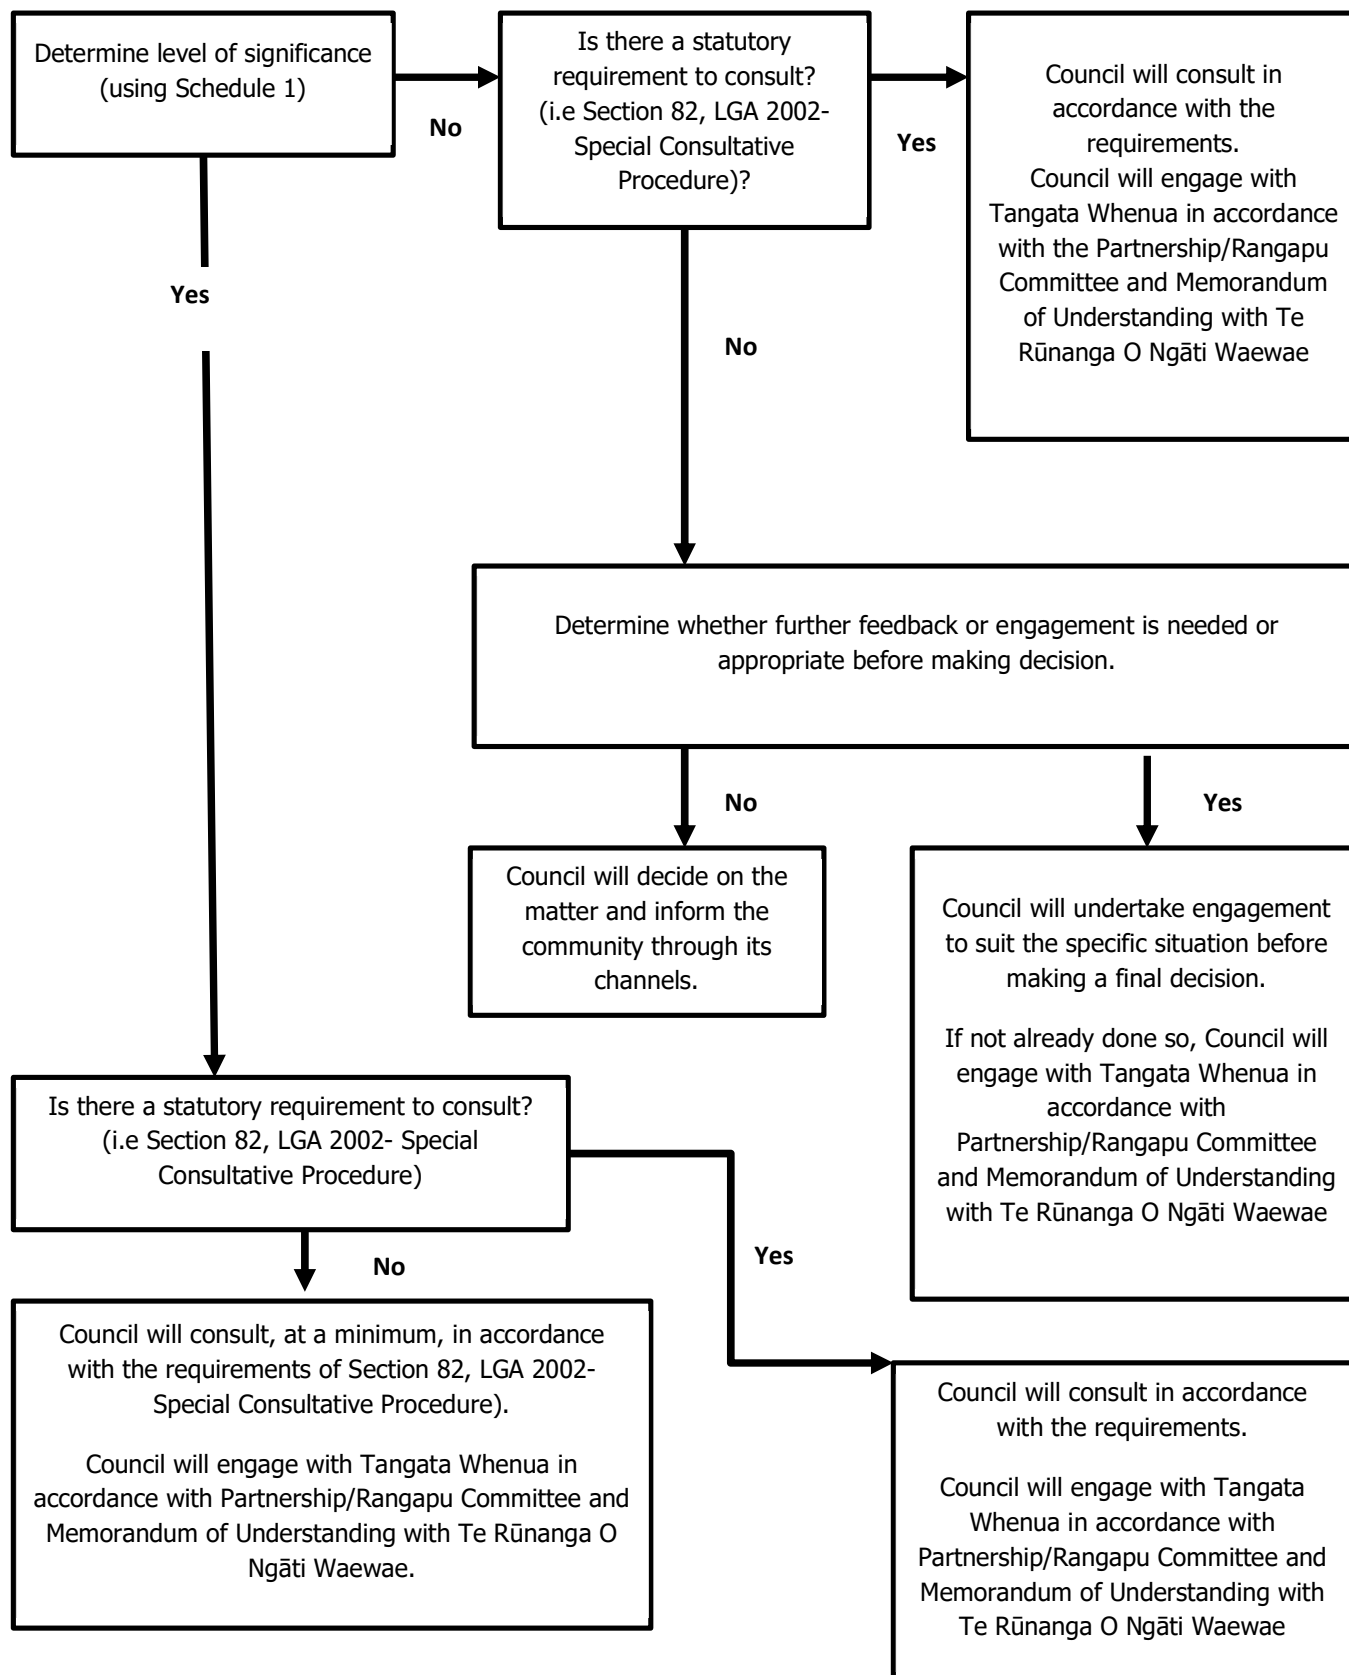 Determine level of significance
(using Schedule 1)
No
Is there a statutory
requirement to consult?
(i.e Section 82, LGA 2002-
Special Consultative
Procedure)?
Yes
Council will consult in
accordance with the
requirements.
Council will engage with
Tangata Whenua in accordance
with the Partnership/Rangapu
Committee and Memorandum
of Understanding with Te
Rūnanga O Ngāti Waewae
Yes
No
Determine whether further feedback or engagement is needed or
appropriate before making decision.
No
Yes
Council will decide on the
matter and inform the
community through its
channels.
Council will undertake engagement
to suit the specific situation before
making a final decision.
If not already done so, Council will
engage with Tangata Whenua in
accordance with
Partnership/Rangapu Committee
and Memorandum of Understanding
with Te Rūnanga O Ngāti Waewae
Is there a statutory requirement to consult?
(i.e Section 82, LGA 2002- Special
Consultative Procedure)
No
Yes
Council will consult, at a minimum, in accordance
with the requirements of Section 82, LGA 2002-
Special Consultative Procedure).
Council will engage with Tangata Whenua in
accordance with Partnership/Rangapu Committee and
Memorandum of Understanding with Te Rūnanga O
Ngāti Waewae.
Council will consult in accordance
with the requirements.
Council will engage with Tangata
Whenua in accordance with
Partnership/Rangapu Committee and
Memorandum of Understanding with
Te Rūnanga O Ngāti Waewae